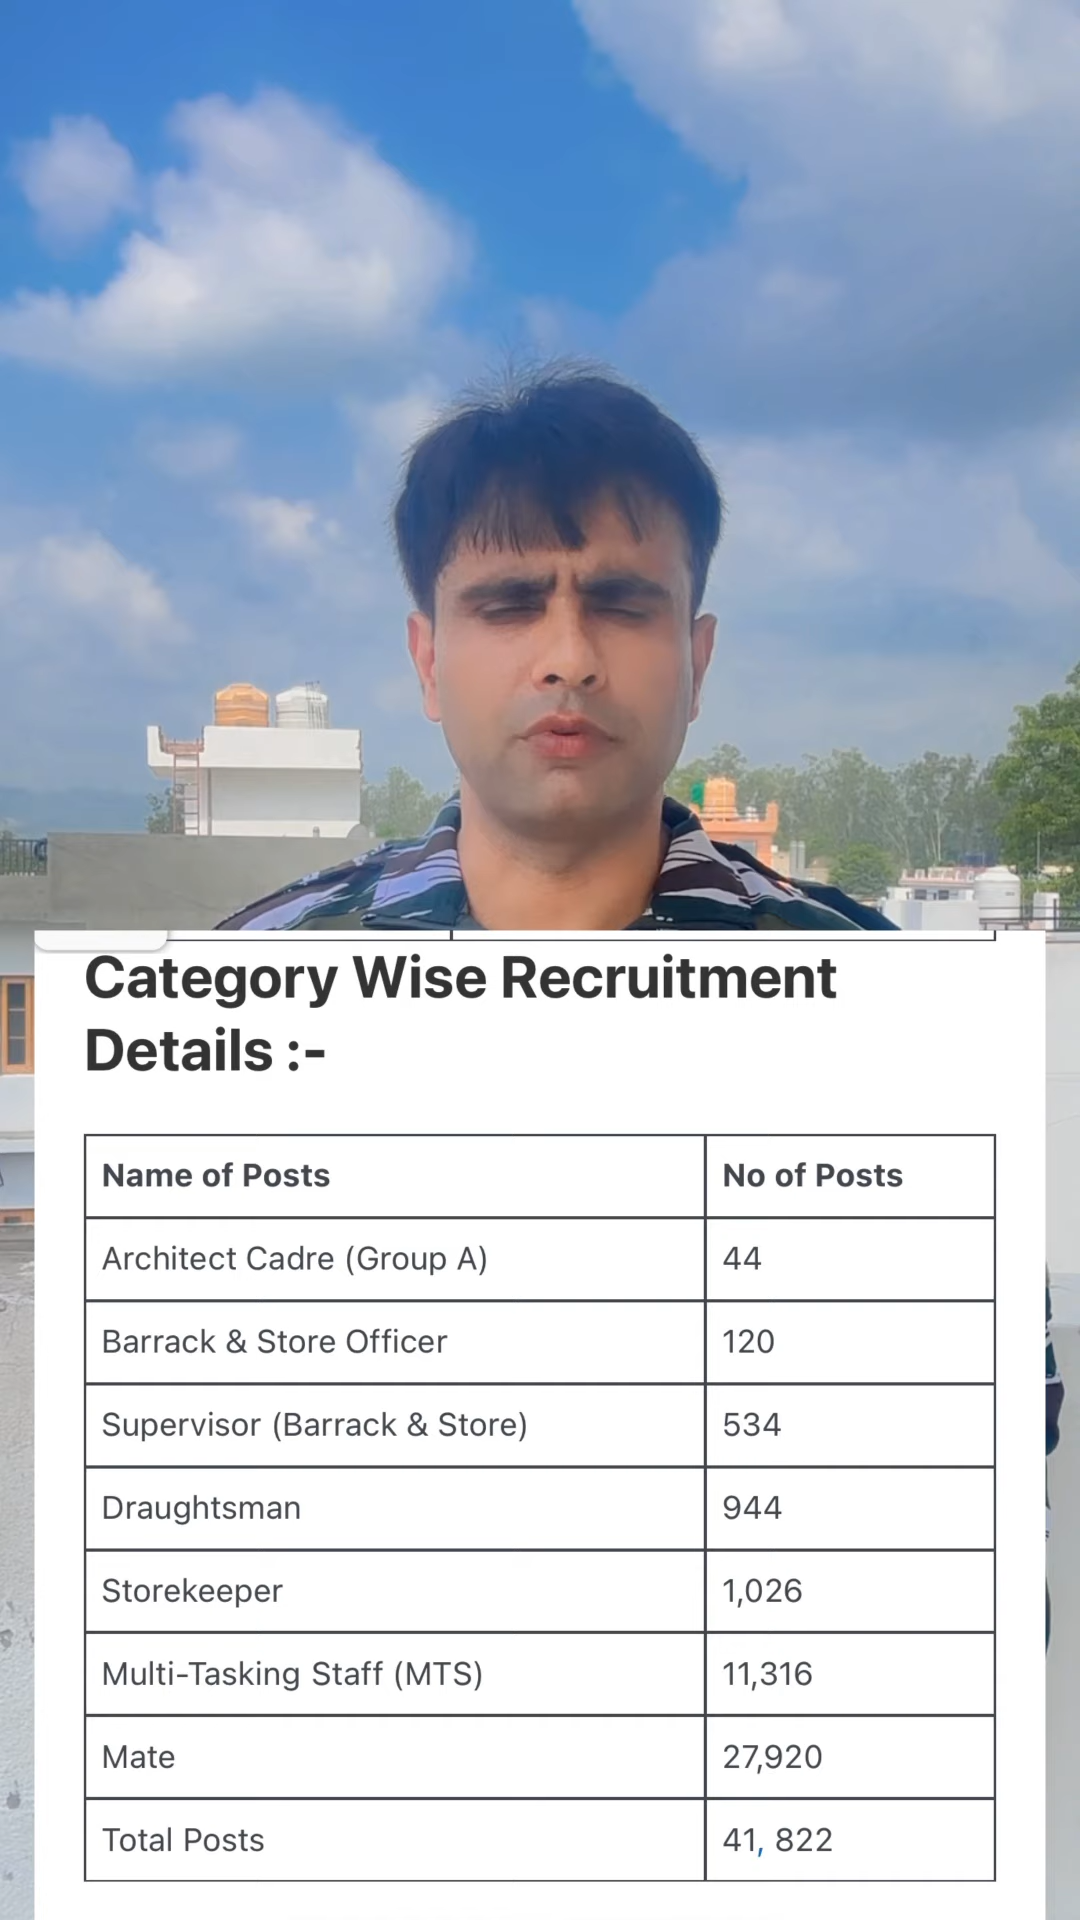 Category Wise Recruitment
Details :-
Name of Posts No of Posts
Architect Cadre (Group A) 44
Barrack & Store Officer 120
Supervisor (Barrack & Store) 534
Draughtsman 944
Storekeeper 1,026
Multi-Tasking Staff (MTS) 11,316
Mate 27,920
Total Posts 41, 822